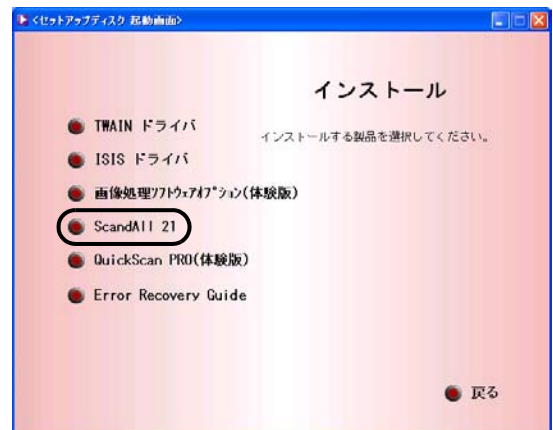 <セットアップディスク 起動画面>
インストール
インストールする製品を選択してください。
TWAIN ドライバ
ISIS ドライバ
画像処理ソフトウェアオプション(体験版)
ScandAll 21
QuickScan PRO(体験版)
Error Recovery Guide
戻る